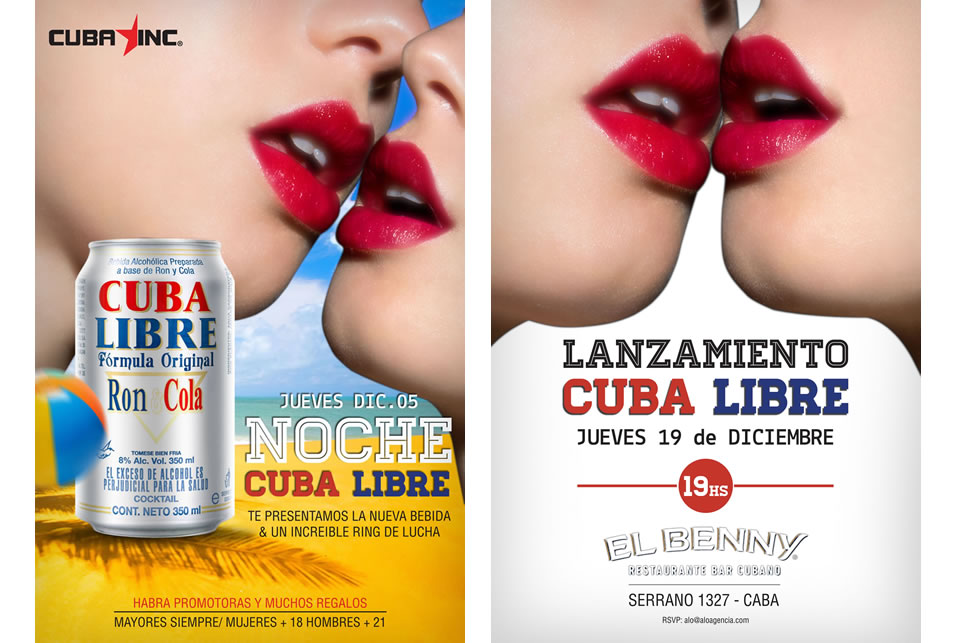 CUBA INC.®
Bebida Alcohólica Preparada
a base de Ron y Cola
CUBA
LIBRE
Fórmula Original
Ron & Cola
TOMESE BIEN FRIA
8% Alc. Vol. 350 ml
EL EXCESO DE ALCOHOL ES
PERJUDICIAL PARA LA SALUD
COCKTAIL
CONT. NETO 350 ml
JUEVES DIC.05
NOCHE
CUBA LIBRE
TE PRESENTAMOS LA NUEVA BEBIDA
& UN INCREIBLE RING DE LUCHA
HABRA PROMOTORAS Y MUCHOS REGALOS
MAYORES SIEMPRE/ MUJERES + 18 HOMBRES + 21
LANZAMIENTO
CUBA LIBRE
JUEVES 19 de DICIEMBRE
19HS
EL BENNY®
RESTAURANTE BAR CUBANO
SERRANO 1327 - CABA
RSVP: alo@aloagencia.com